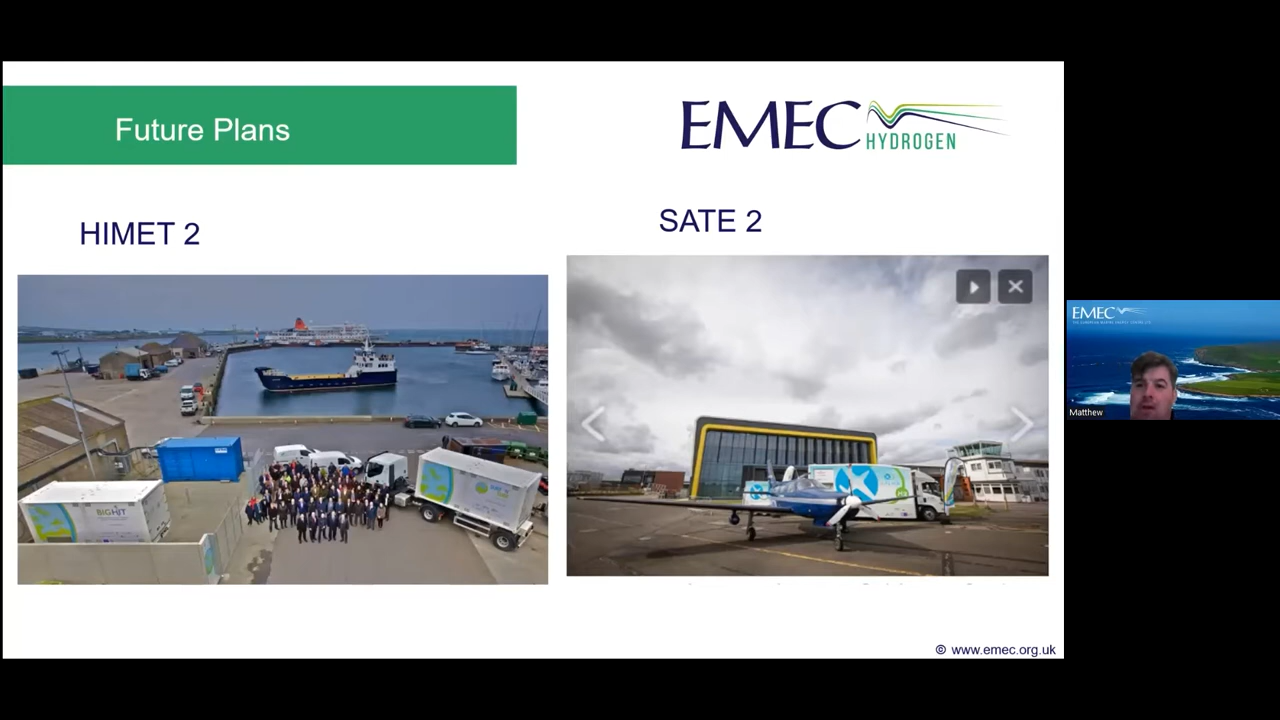 Future Plans
EMEC
HYDROGEN
HIMET 2
SATE 2
BIGHIT
© www.emec.org.uk
EMEC
Matthew